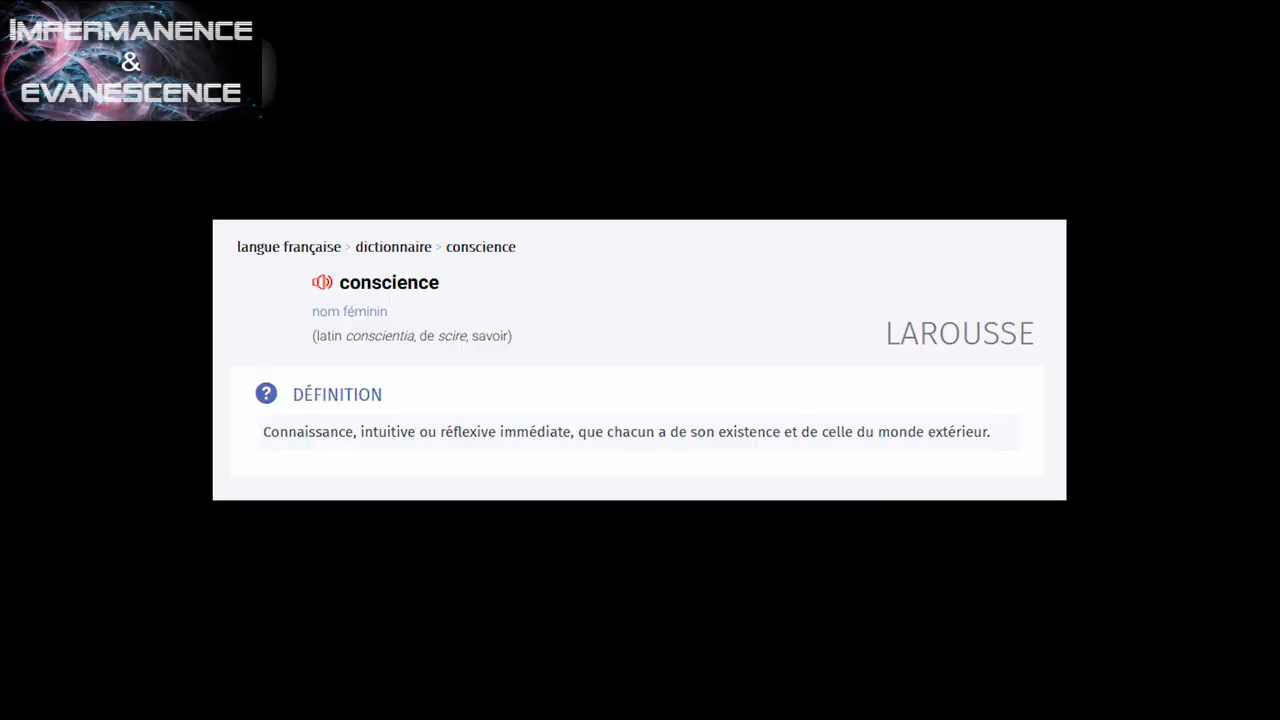 IMPERMANENCE
&
EVANESCENCE
langue française > dictionnaire > conscience
conscience
nom féminin
(latin conscientia, de scire, savoir)
LAROUSSE
? DÉFINITION
Connaissance, intuitive ou réflexive immédiate, que chacun a de son existence et de celle du monde extérieur.